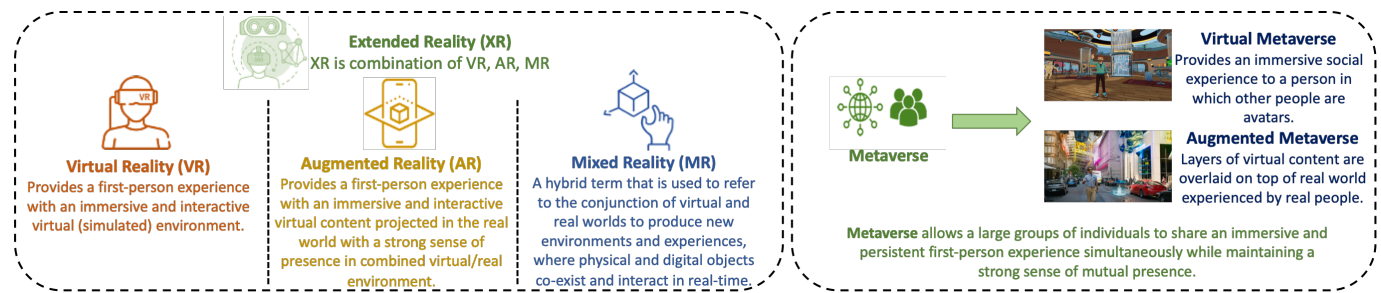 Extended Reality (XR)
XR is combination of VR, AR, MR
VR
Virtual Reality (VR)
Provides a first-person experience
with an immersive and interactive
virtual (simulated) environment.
Augmented Reality (AR)
Provides a first-person experience
with an immersive and interactive
virtual content projected in the real
world with a strong sense of
presence in combined virtual/real
environment.
Mixed Reality (MR)
A hybrid term that is used to refer
to the conjunction of virtual and
real worlds to produce new
environments and experiences,
where physical and digital objects
co-exist and interact in real-time.
Metaverse
Virtual Metaverse
Provides an immersive social
experience to a person in
which other people are
avatars.
Augmented Metaverse
Layers of virtual content are
overlaid on top of real world
experienced by real people.
Metaverse allows a large groups of individuals to share an immersive and
persistent first-person experience simultaneously while maintaining a
strong sense of mutual presence.